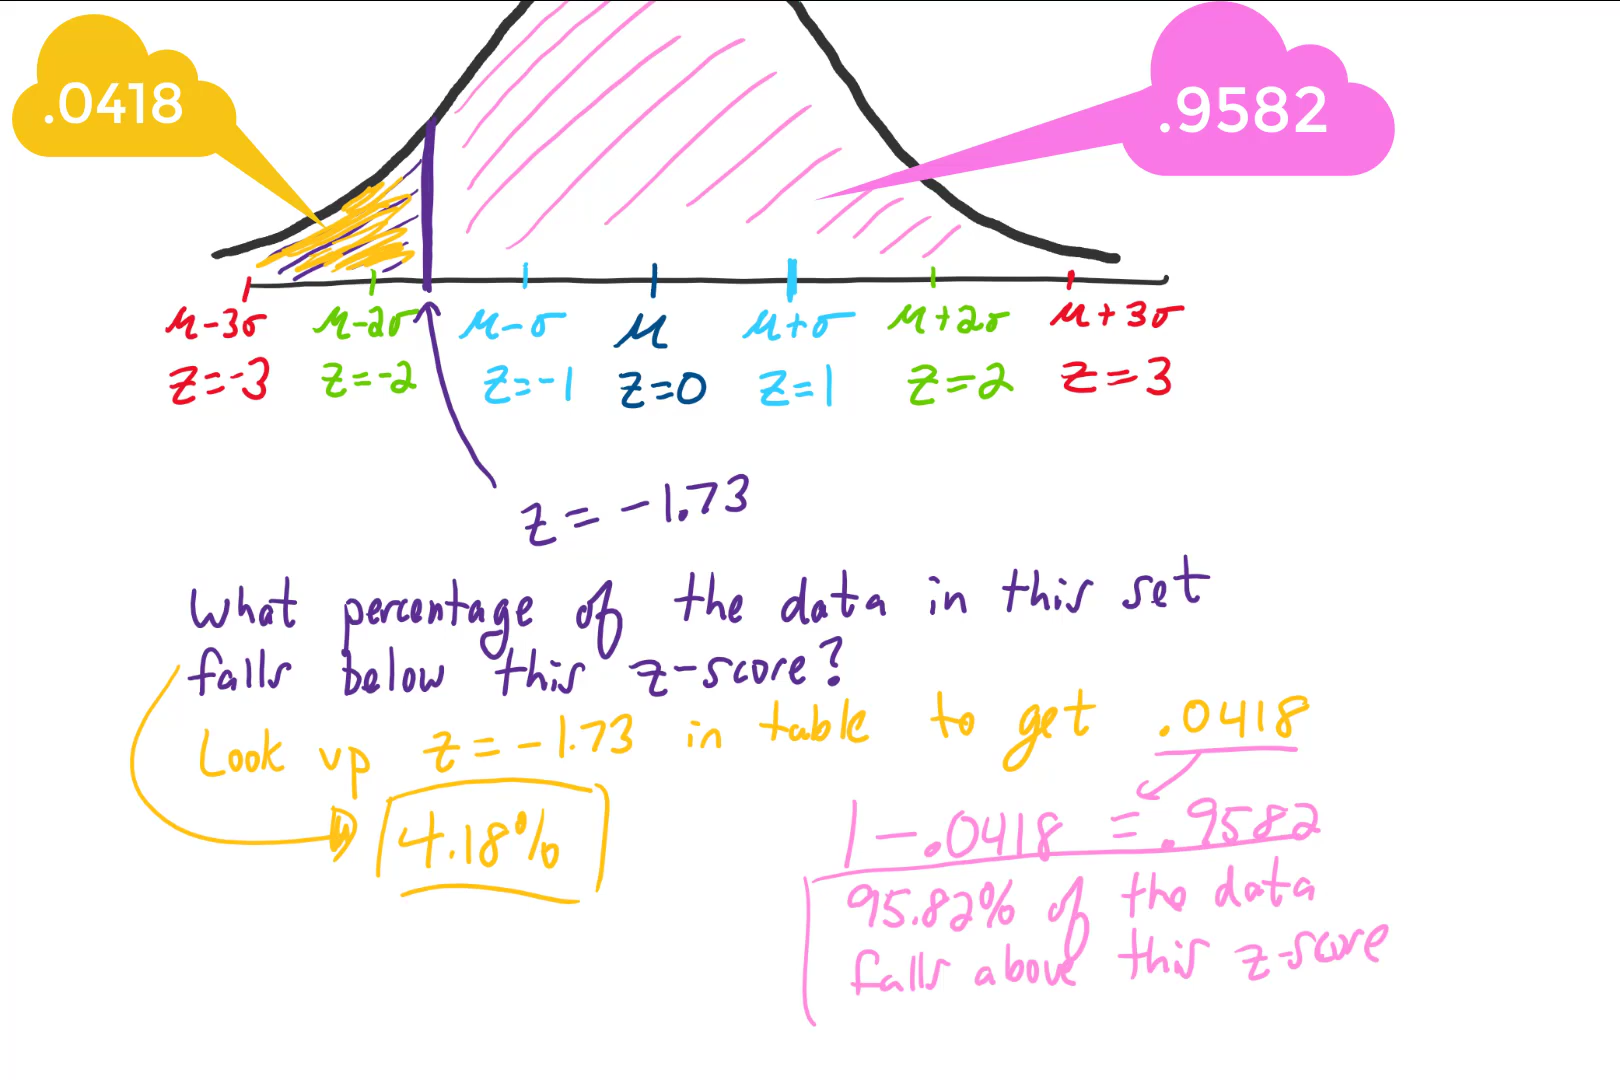 .0418
.9582
μ-3σ μ-2σ μ-σ μ μ+σ μ+2σ μ+3σ
z=-3 z=-2 z=-1 z=0 z=1 z=2 z=3
z = -1.73
What percentage of the data in this set
falls below this z-score?
Look up z = -1.73 in table to get .0418
4.18%
1-.0418 = .9582
95.82% of the data
falls above this z-score